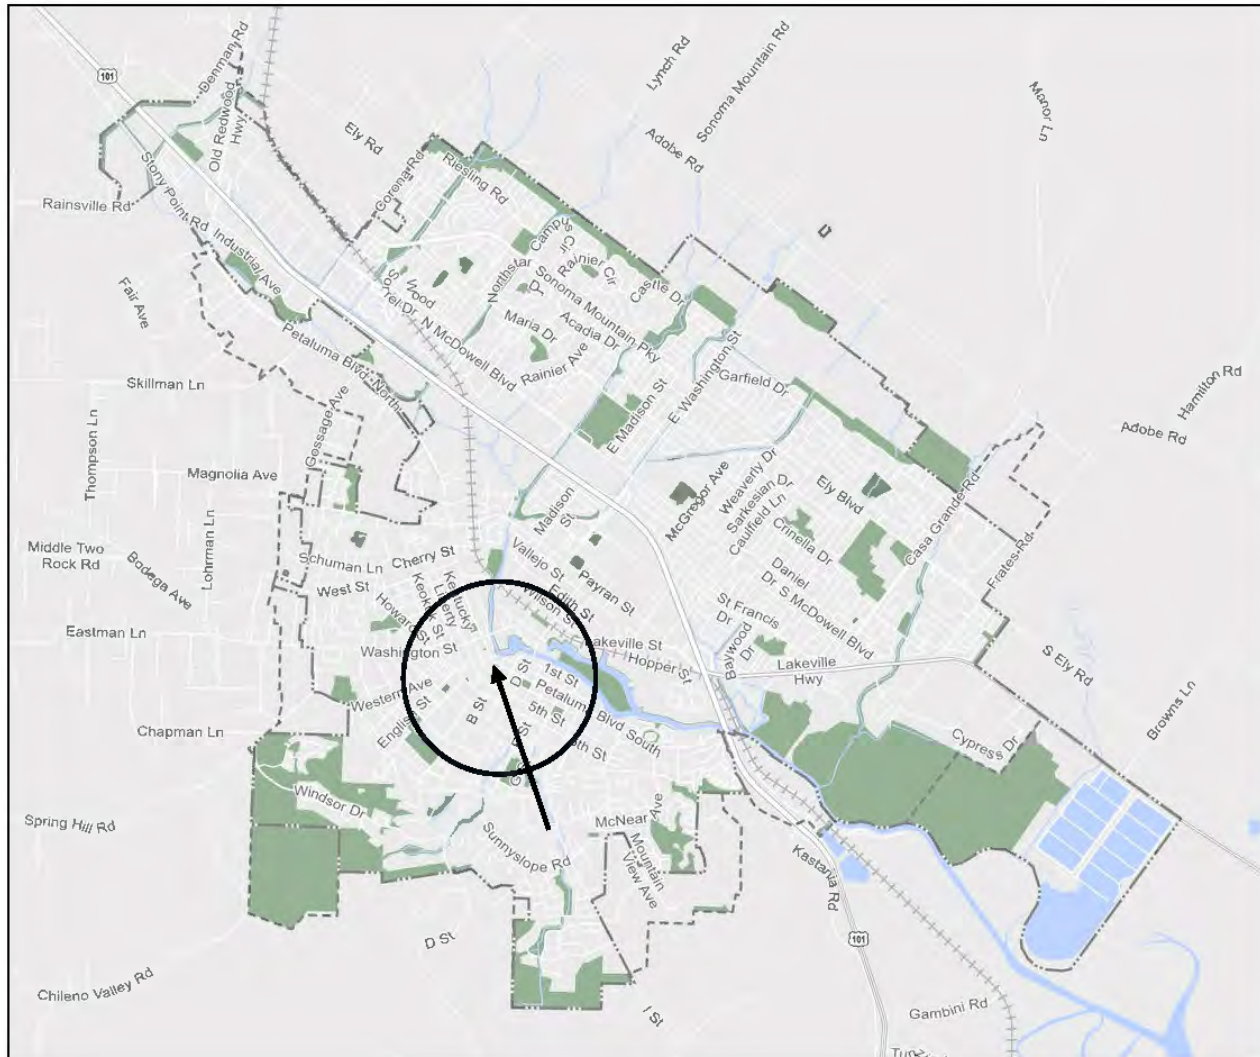 Denman Rd
101
Old Redwood
Hwy
Lynch Rd
Sonoma Mountain Rd
Manor Ln
Ely Rd
Adobe Rd
Stony Point Rd
Corona Rd
Riesling Rd
Rainsville Rd
Industrial Ave
Campus
Cir
Rainier Cir
Northstar
Dr
Sonoma Mountain Pky
Castle Dr
Fair Ave
Wood
Sorrel Dr
N McDowell Blvd
Maria Dr
Acadia Dr
Rainier Ave
Petaluma Blvd North
E Washington St
Garfield Dr
E Madison St
Skillman Ln
Gossage Ave
Hamilton Rd
Adobe Rd
Thompson Ln
Magnolia Ave
Madison
St
McGregor Ave
Weaverly Dr
Sarkesian Dr
Caulfield Ln
Ely Blvd
Crinella Dr
Casa Grande Rd
Frates Rd
Middle Two
Rock Rd
Bodega Ave
Lohrman Ln
Schuman Ln
Cherry St
West St
Vallejo St
Payran St
Edith St
Wilson St
Daniel
Dr
S McDowell Blvd
St Francis
Dr
Kentucky
Liberty
Keokuk St
Howard St
Eastman Ln
Washington St
Lakeville St
Hopper St
Baywood
Dr
Lakeville
Hwy
S Ely Rd
Browns Ln
Western Ave
English St
D St
1st St
Petaluma Blvd South
B St
5th St
Chapman Ln
Cypress Dr
Windsor Dr
McNear Ave
Spring Hill Rd
Sunnyslope Rd
Mountain
View Ave
Kastania Rd
D St
101
Chileno Valley Rd
I St
Gambini Rd